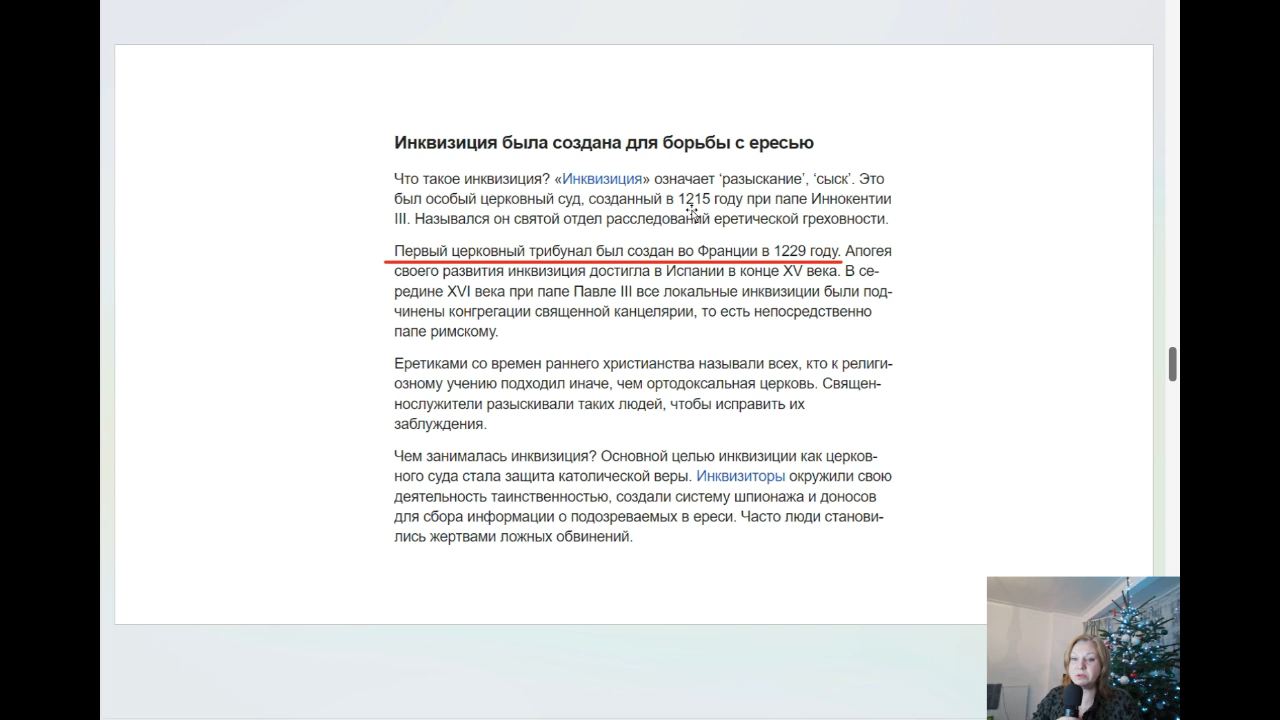 Инквизиция была создана для борьбы с ересью
Что такое инквизиция? «Инквизиция» означает ‘разыскание’, ‘сыск’. Это
был особый церковный суд, созданный в 1215 году при папе Иннокентии
III. Назывался он святой отдел расследований еретической греховности.
Первый церковный трибунал был создан во Франции в 1229 году. Апогея
своего развития инквизиция достигла в Испании в конце XV века. В се-
редине XVI века при папе Павле III все локальные инквизиции были под-
чинены конгрегации священной канцелярии, то есть непосредственно
папе римскому.
Еретиками со времен раннего христианства называли всех, кто к религи-
озному учению подходил иначе, чем ортодоксальная церковь. Священ-
нослужители разыскивали таких людей, чтобы исправить их
заблуждения.
Чем занималась инквизиция? Основной целью инквизиции как церков-
ного суда стала защита католической веры. Инквизиторы окружили свою
деятельность таинственностью, создали систему шпионажа и доносов
для сбора информации о подозреваемых в ереси. Часто люди станови-
лись жертвами ложных обвинений.